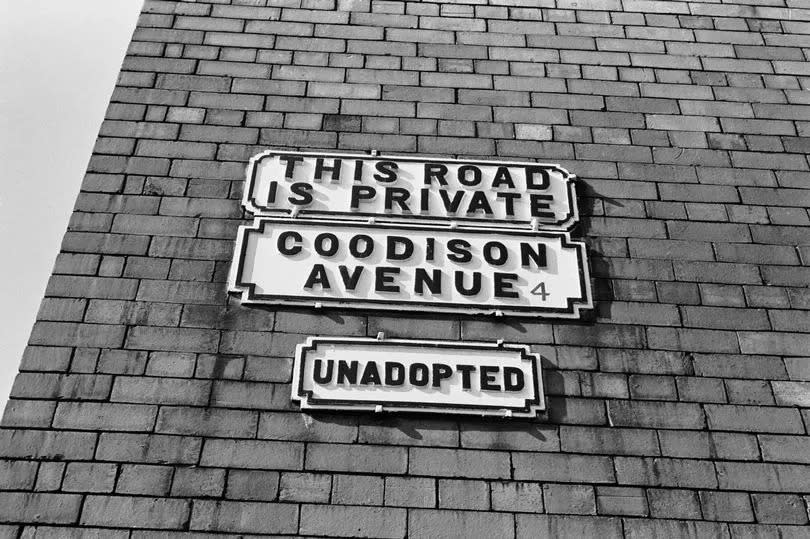 THIS ROAD
IS PRIVATE
GOODISON
AVENUE 4
UNADOPTED